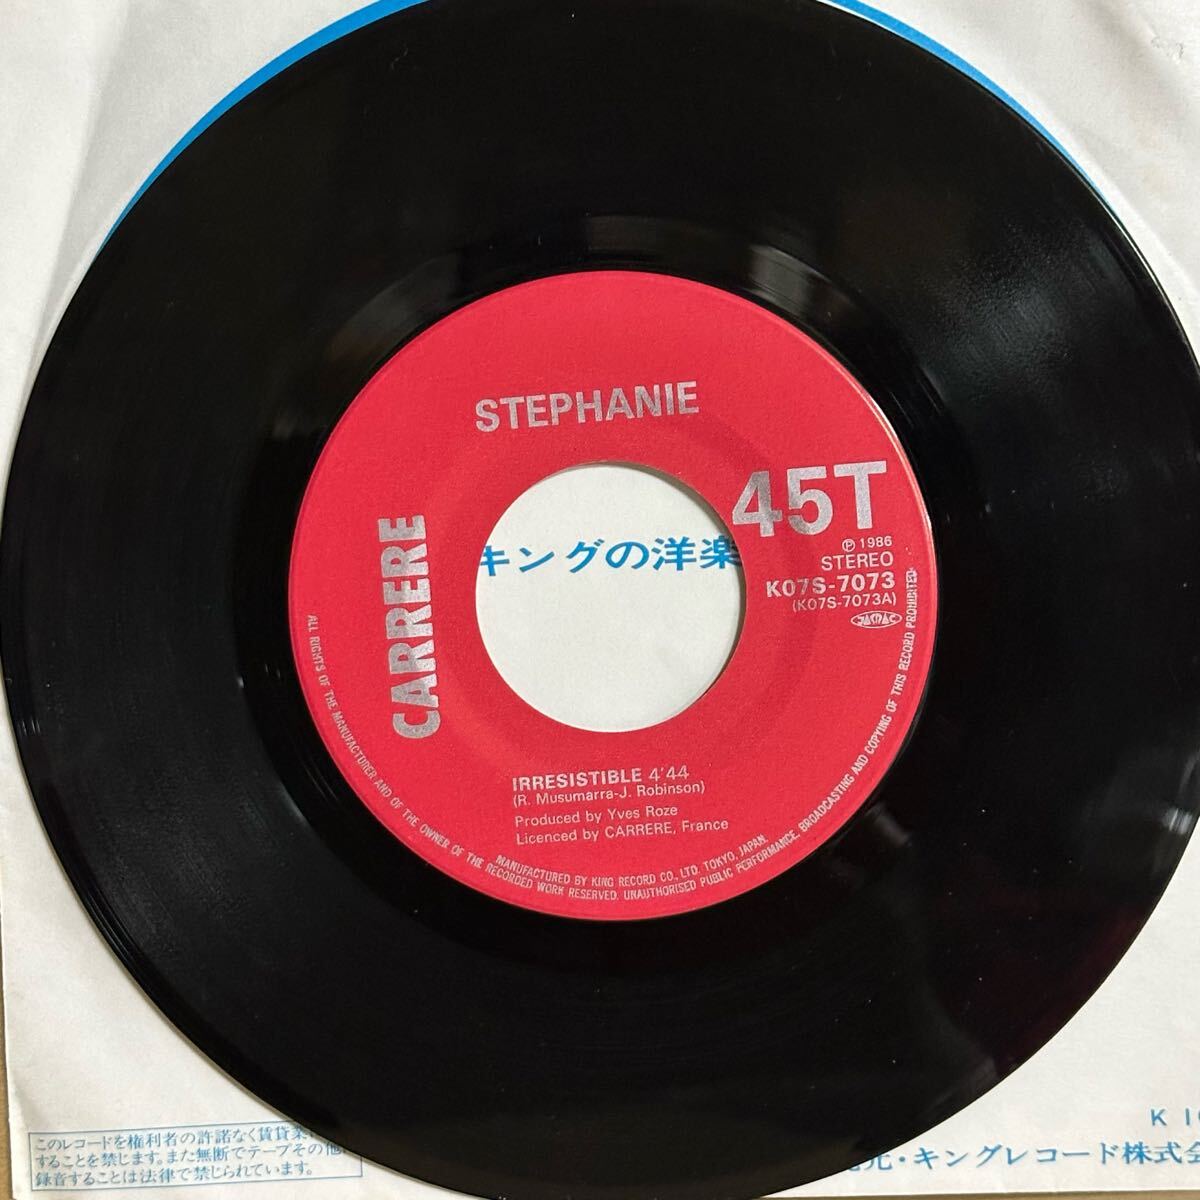 STEPHANIE
45T
Ⓟ 1986
STEREO
K07S-7073
(K07S-7073A)
JASRAC
CARRERE
キングの洋楽
IRRESISTIBLE 4'44
(R. Musumarra-J. Robinson)
Produced by Yves Roze
Licenced by CARRERE, France
MANUFACTURED BY KING RECORD CO., LTD. TOKYO, JAPAN.
ALL RIGHTS OF THE MANUFACTURER AND OF THE OWNER OF THE RECORDED WORK RESERVED. UNAUTHORISED PUBLIC PERFORMANCE, BROADCASTING AND COPYING OF THIS RECORD PROHIBITED.
このレコードを権利者の許諾なく賃貸業
することを禁じます。また無断でテープその他
録音することは法律で禁じられています。
K
元・キングレコード株式会